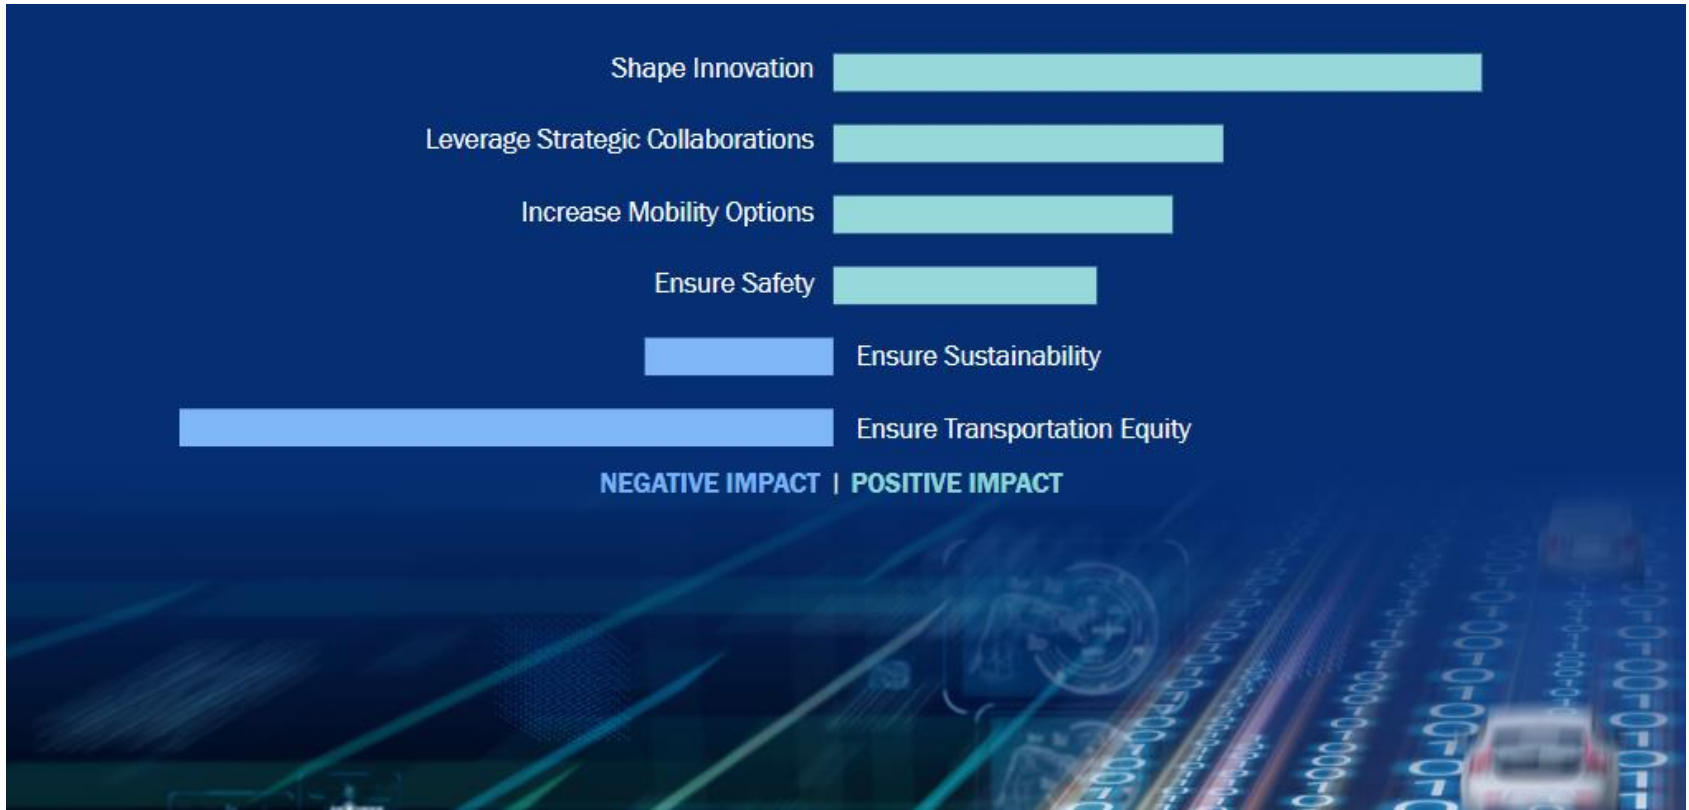 Shape Innovation
Leverage Strategic Collaborations
Increase Mobility Options
Ensure Safety
Ensure Sustainability
Ensure Transportation Equity
NEGATIVE IMPACT | POSITIVE IMPACT